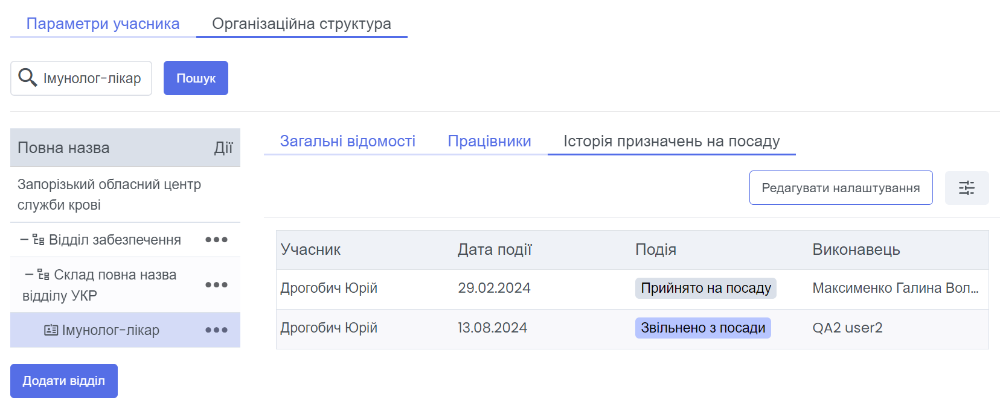 Параметри учасника
Організаційна структура
Імунолог-лікар
Пошук
Повна назва
Дії
Запорізький обласний центр
служби крові
Відділ забезпечення
Склад повна назва
відділу УКР
Імунолог-лікар
Додати відділ
Загальні відомості
Працівники
Історія призначень на посаду
Редагувати налаштування
Учасник
Дата події
Подія
Виконавець
Дрогобич Юрій
29.02.2024
Прийнято на посаду
Максименко Галина Вол...
Дрогобич Юрій
13.08.2024
Звільнено з посади
QA2 user2